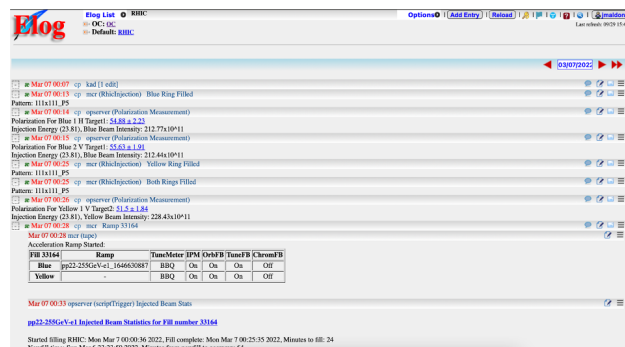 Elog
Elog List RHIC
OC: OC
Default: RHIC
Options | Add Entry | Reload |
Last refresh: 09/29 15:4
03/07/2022
Mar 07 00:07 cp kad [1 edit]
Mar 07 00:13 cp mcr (RhicInjection) Blue Ring Filled
Pattern: 111x111_P5
Mar 07 00:14 cp opserver (Polarization Measurement)
Polarization For Blue 1 H Target1: 54.88 ± 2.23
Injection Energy (23.81), Blue Beam Intensity: 212.77x10^11
Mar 07 00:15 cp opserver (Polarization Measurement)
Polarization For Blue 2 V Target1: 55.63 ± 1.91
Injection Energy (23.81), Blue Beam Intensity: 212.44x10^11
Mar 07 00:25 cp mcr (RhicInjection) Yellow Ring Filled
Pattern: 111x111_P5
Mar 07 00:25 cp mcr (RhicInjection) Both Rings Filled
Pattern: 111x111_P5
Mar 07 00:26 cp opserver (Polarization Measurement)
Polarization For Yellow 1 V Target2: 51.5 ± 1.84
Injection Energy (23.81), Yellow Beam Intensity: 228.43x10^11
Mar 07 00:28 cp mcr Ramp 33164
Mar 07 00:28 mcr (tape)
Acceleration Ramp Started:
Fill 33164 Ramp TuneMeter IPM OrbFB TuneFB ChromFB
Blue pp22-255GeV-e1_1646630887 BBQ On On On Off
Yellow - BBQ On On On Off
Mar 07 00:33 opserver (scriptTrigger) Injected Beam Stats
pp22-255GeV-e1 Injected Beam Statistics for Fill number 33164
Started filling RHIC: Mon Mar 7 00:00:36 2022, Fill complete: Mon Mar 7 00:25:35 2022, Minutes to fill: 24